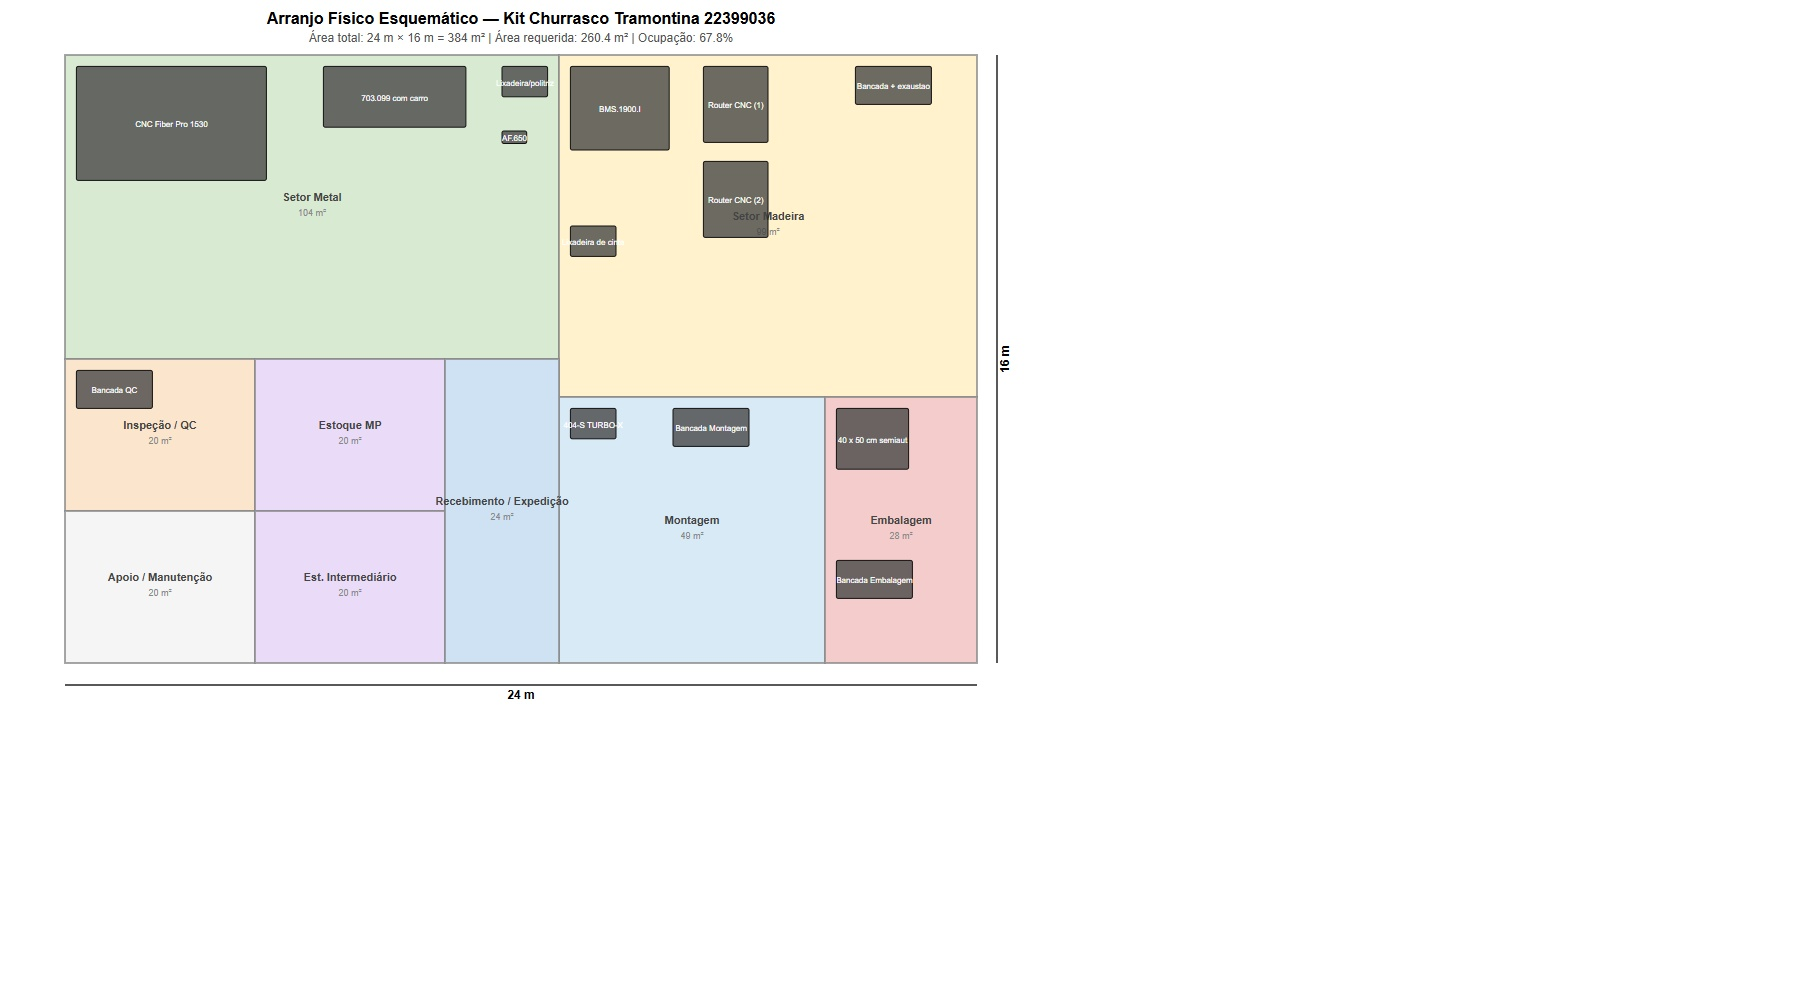 Arranjo Físico Esquemático — Kit Churrasco Tramontina 22399036
Área total: 24 m × 16 m = 384 m² | Área requerida: 260.4 m² | Ocupação: 67.8%
CNC Fiber Pro 1530
703.099 com carro
AF.650
Setor Metal
104 m²
BMS.1900.I
Router CNC (1)
Bancada + exaustao
Router CNC (2)
Setor Madeira
99 m²
Bancada QC
Inspeção / QC
20 m²
Estoque MP
20 m²
Recebimento / Expedição
24 m²
Apoio / Manutenção
20 m²
Est. Intermediário
20 m²
Bancada Montagem
Montagem
49 m²
40 x 50 cm semiaut
Embalagem
28 m²
Bancada Embalagem
16 m
24 m